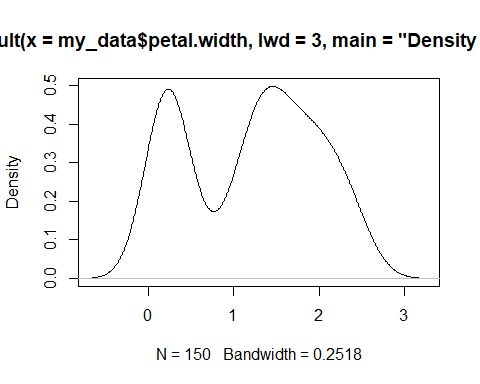 ult(x = my_data$petal.width, lwd = 3, main = "Density
Density
0.0 0.1 0.2 0.3 0.4 0.5
0 1 2 3
N = 150 Bandwidth = 0.2518